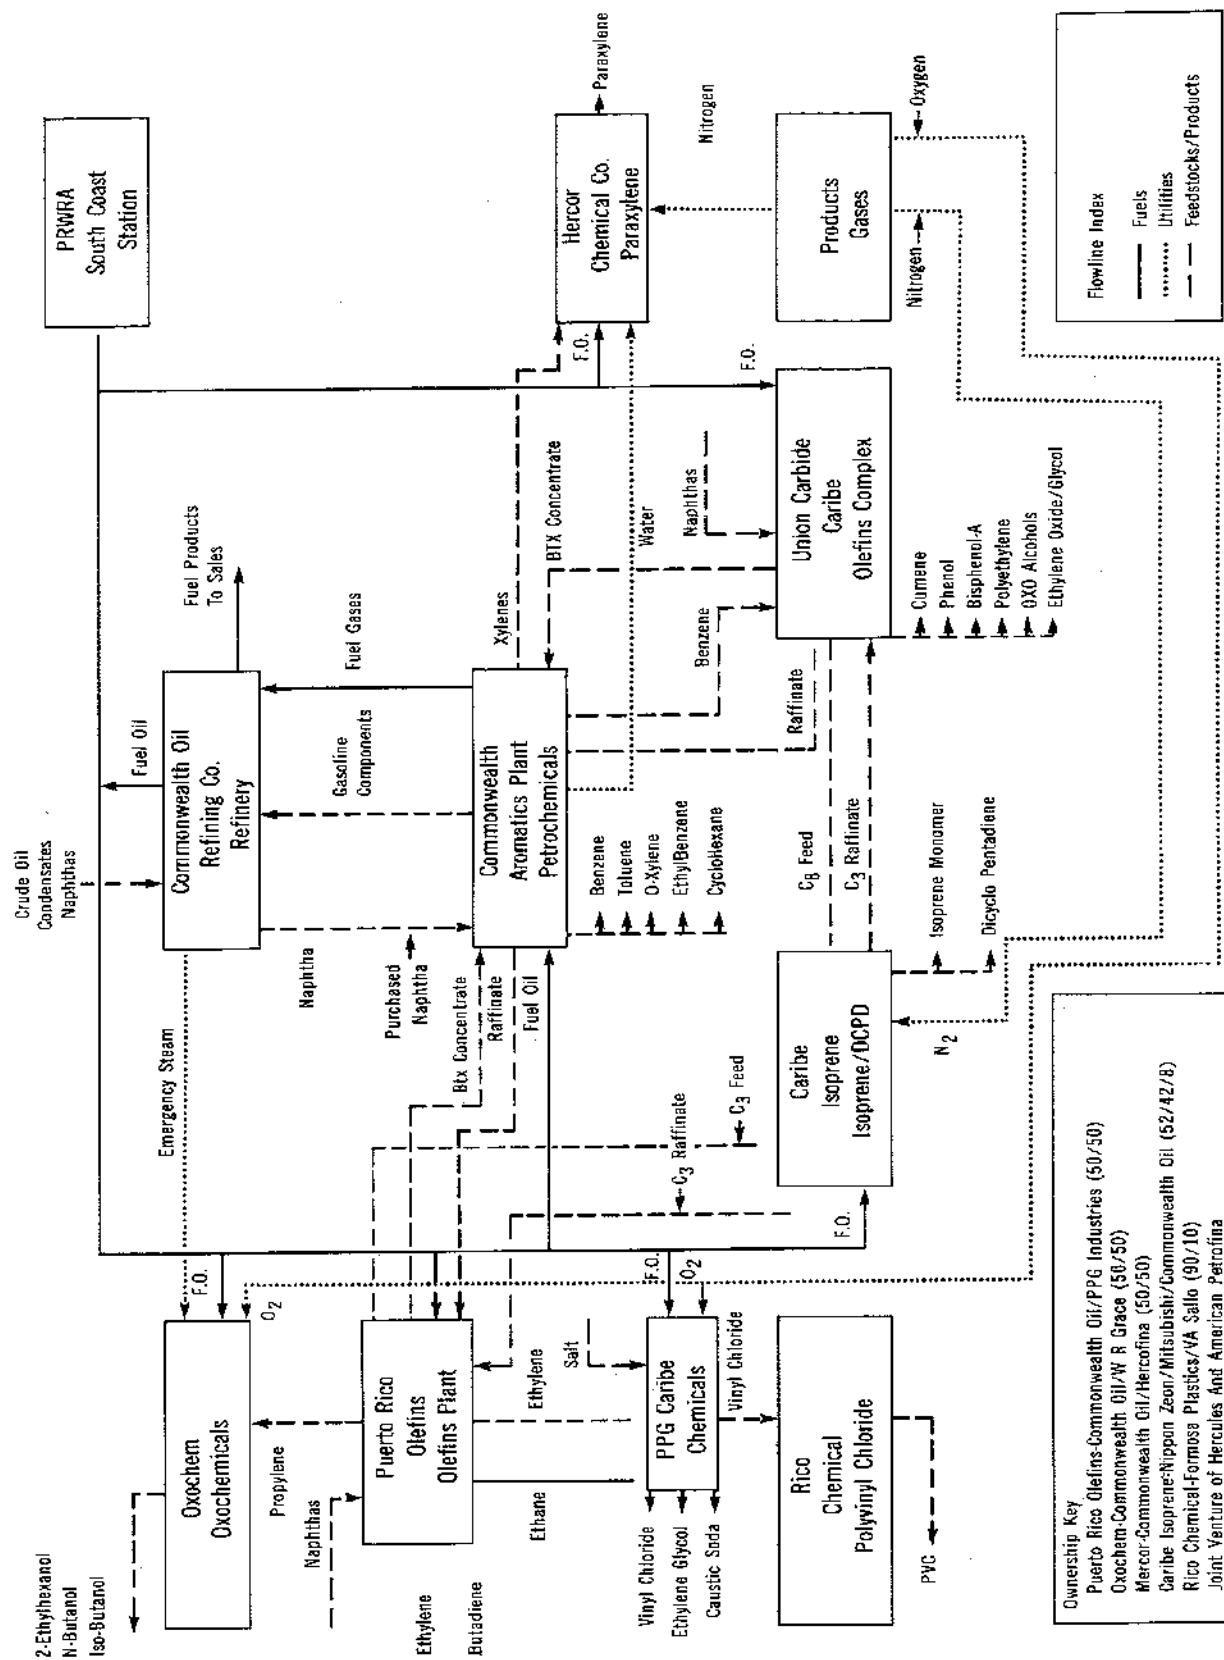 2-Ethylhexanol
N-Butanol
Iso-Butanol
Oxochem
Oxochemicals
F.O.
O2
Emergency Steam
Crude Oil
Condensates
Naphthas
Commonwealth Oil
Refining Co.
Refinery
Fuel Oil
Fuel Products
To Sales
PRWRA
South Coast
Station
Propylene
Naphthas
Naphtha
Purchased
Naphtha
Gasoline
Components
Fuel Gases
Ethylene
Butadiene
Puerto Rico
Olefins
Olefins Plant
Btx Concentrate
Raffinate
Fuel Oil
Commonwealth
Aromatics Plant
Petrochemicals
Xylenes
BTX Concentrate
Water
F.O.
Hercor
Chemical Co.
Paraxylene
Paraxylene
Nitrogen
Ethane
Ethylene
Salt
C3 Raffinate
C3 Feed
Benzene
Toluene
O-Xylene
EthylBenzene
CycloHexane
Benzene
Raffinate
Naphthas
F.O.
Vinyl Chloride
Ethylene Glycol
Caustic Soda
PPG Caribe
Chemicals
F.O.
O2
Vinyl Chloride
Rico
Chemical
Polyvinyl Chloride
PVC
F.O.
Caribe
Isoprene
Isoprene/DCPD
N2
C8 Feed
C3 Raffinate
Isoprene Monomer
Dicyclo Pentadiene
Union Carbide
Caribe
Olefins Complex
Cumene
Phenol
Bisphenol-A
Polyethylene
OXO Alcohols
Ethylene Oxide/Glycol
Products
Gases
Nitrogen
Oxygen
Ownership Key
Puerto Rico Olefins-Commonwealth Oil/PPG Industries (50/50)
Oxochem-Commonwealth Oil/W R Grace (50/50)
Mercor-Commonwealth Oil/Hercofina (50/50)
Caribe Isoprene-Nippon Zeon/Mitsubishi/Commonwealth Oil (52/42/8)
Rico Chemical-Formosa Plastics/VA Sallo (90/10)
Joint Venture of Hercules And American Petrofina
Flowline Index
Fuels
Utilities
Feedstocks/Products